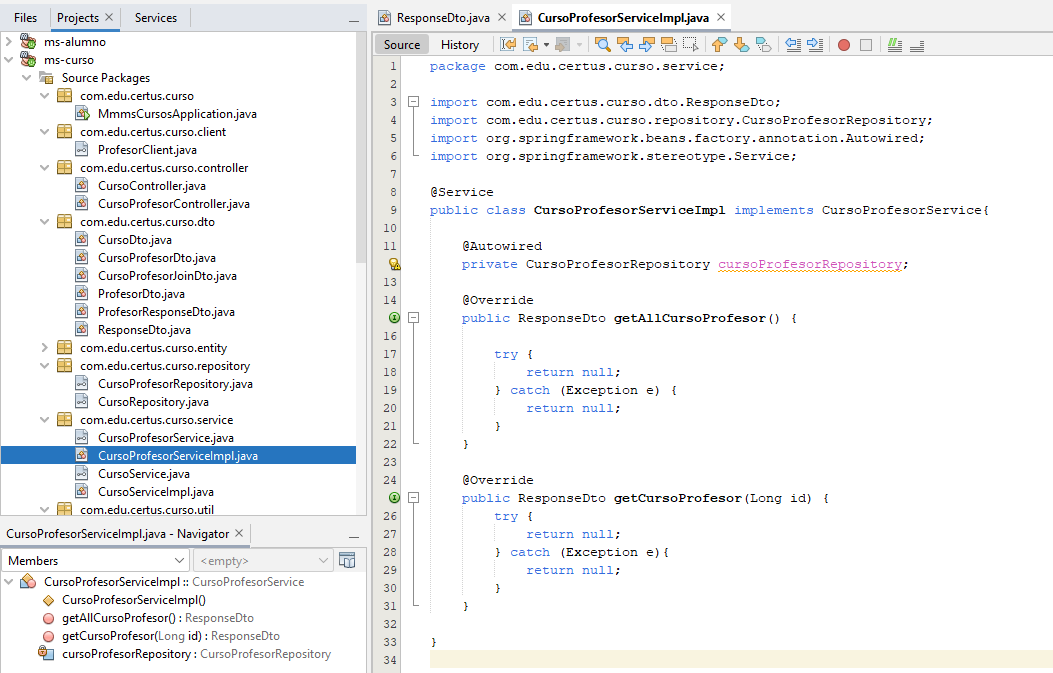 Files Projects Services
ms-alumno
ms-curso
Source Packages
com.edu.certus.curso
MmmsCursosApplication.java
com.edu.certus.curso.client
ProfesorClient.java
com.edu.certus.curso.controller
CursoController.java
CursoProfesorController.java
com.edu.certus.curso.dto
CursoDto.java
CursoProfesorDto.java
CursoProfesorJoinDto.java
ProfesorDto.java
ProfesorResponseDto.java
ResponseDto.java
com.edu.certus.curso.entity
com.edu.certus.curso.repository
CursoProfesorRepository.java
CursoRepository.java
com.edu.certus.curso.service
CursoProfesorService.java
CursoProfesorServiceImpl.java
CursoService.java
CursoServiceImpl.java
com.edu.certus.curso.util
CursoProfesorServiceImpl.java - Navigator
Members <empty>
CursoProfesorServiceImpl :: CursoProfesorService
CursoProfesorServiceImpl()
getAllCursoProfesor() : ResponseDto
getCursoProfesor(Long id) : ResponseDto
cursoProfesorRepository : CursoProfesorRepository
ResponseDto.java CursoProfesorServiceImpl.java
Source History
1 package com.edu.certus.curso.service;
2
3 import com.edu.certus.curso.dto.ResponseDto;
4 import com.edu.certus.curso.repository.CursoProfesorRepository;
5 import org.springframework.beans.factory.annotation.Autowired;
6 import org.springframework.stereotype.Service;
7
8 @Service
9 public class CursoProfesorServiceImpl implements CursoProfesorService{
10
11 @Autowired
private CursoProfesorRepository cursoProfesorRepository;
13
14 @Override
public ResponseDto getAllCursoProfesor() {
16
17 try {
18 return null;
19 } catch (Exception e) {
20 return null;
21 }
22 }
23
24 @Override
public ResponseDto getCursoProfesor(Long id) {
26 try {
27 return null;
28 } catch (Exception e){
29 return null;
30 }
31 }
32
33 }
34